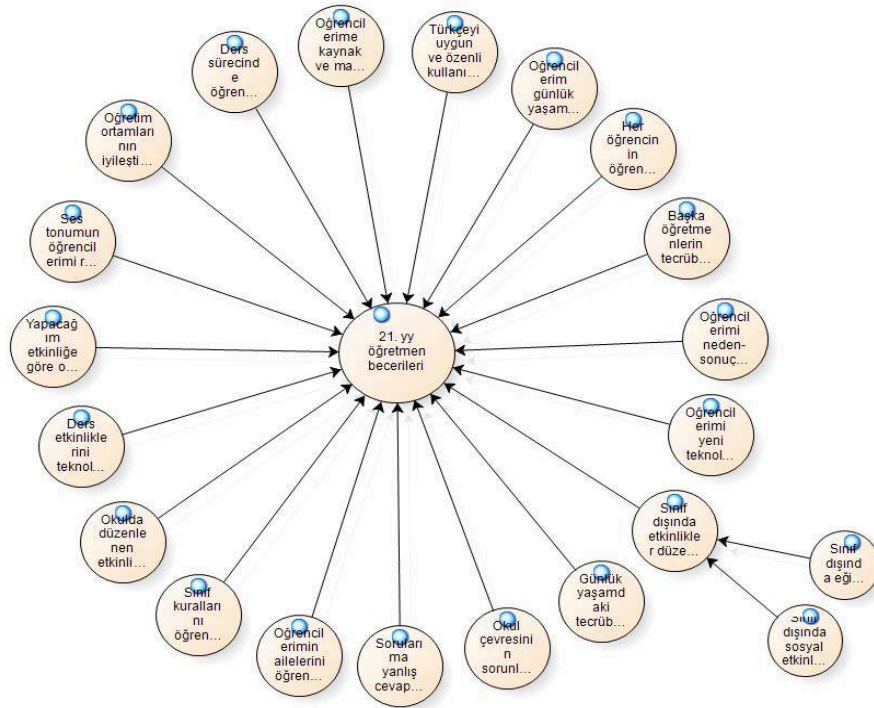 Öğrencil
erime
kaynak
ve ma...
Türkçeyi
uygun
ve özenli
kullanı...
Ders
sürecind
e
öğren...
Öğrencil
erim
günlük
yaşam...
Öğretim
ortamları
nın
iyileşti...
Her
öğrencin
in
öğren...
Ses
tonumun
öğrencil
erimi r...
Başka
öğretme
nlerin
tecrüb...
Yapacağ
ım
etkinliğe
göre o...
21. yy
öğretmen
becerileri
Öğrencil
erimi
neden-
sonuç...
Ders
etkinlikle
rini
teknol...
Öğrencil
erimi
yeni
teknol...
Okulda
düzenle
nen
etkinli...
Sınıf
dışında
etkinlikle
r düze...
Sınıf
dışınd
a eği...
Sınıf
kuralları
nı
öğren...
Günlük
yaşamd
aki
tecrüb...
dışında
sosyal
etkinl...
Öğrencil
erimin
ailelerini
öğren...
Soruları
ma
yanlış
cevap...
Okul
çevresini
n
sorunl...